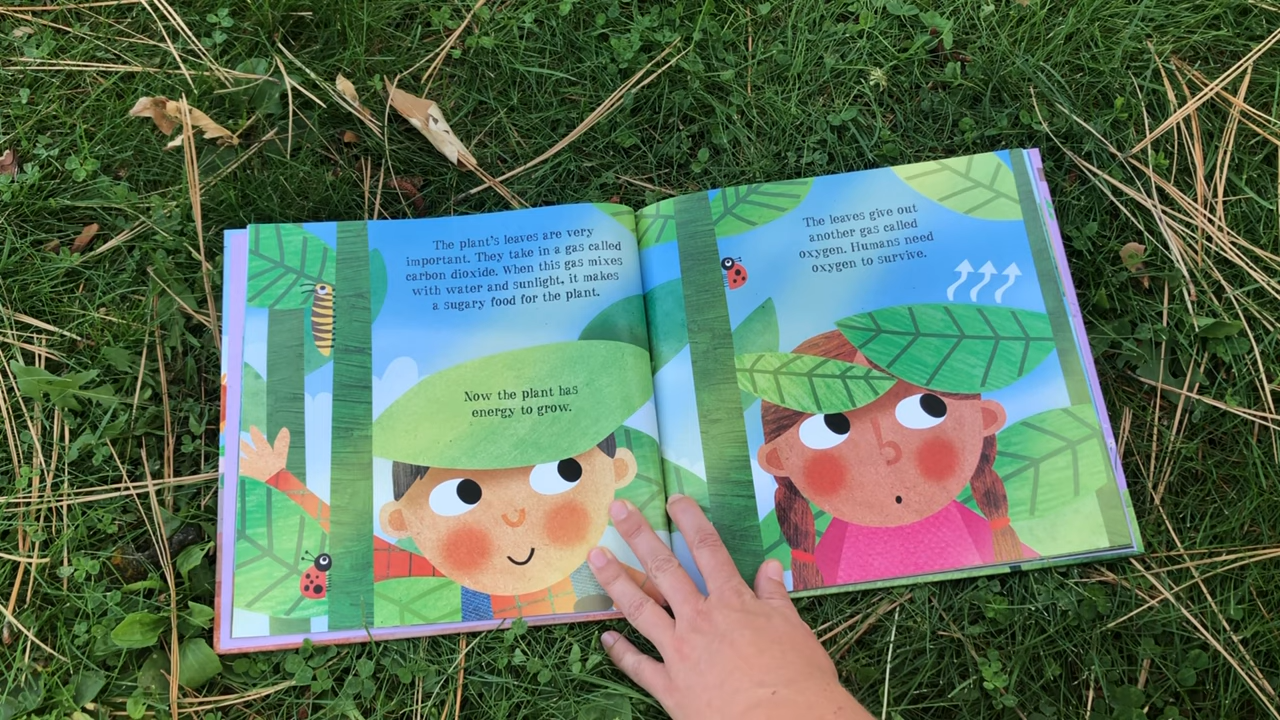 The plant's leaves are very
important. They take in a gas called
carbon dioxide. When this gas mixes
with water and sunlight, it makes
a sugary food for the plant.
Now the plant has
energy to grow.
The leaves give out
another gas called
oxygen. Humans need
oxygen to survive.